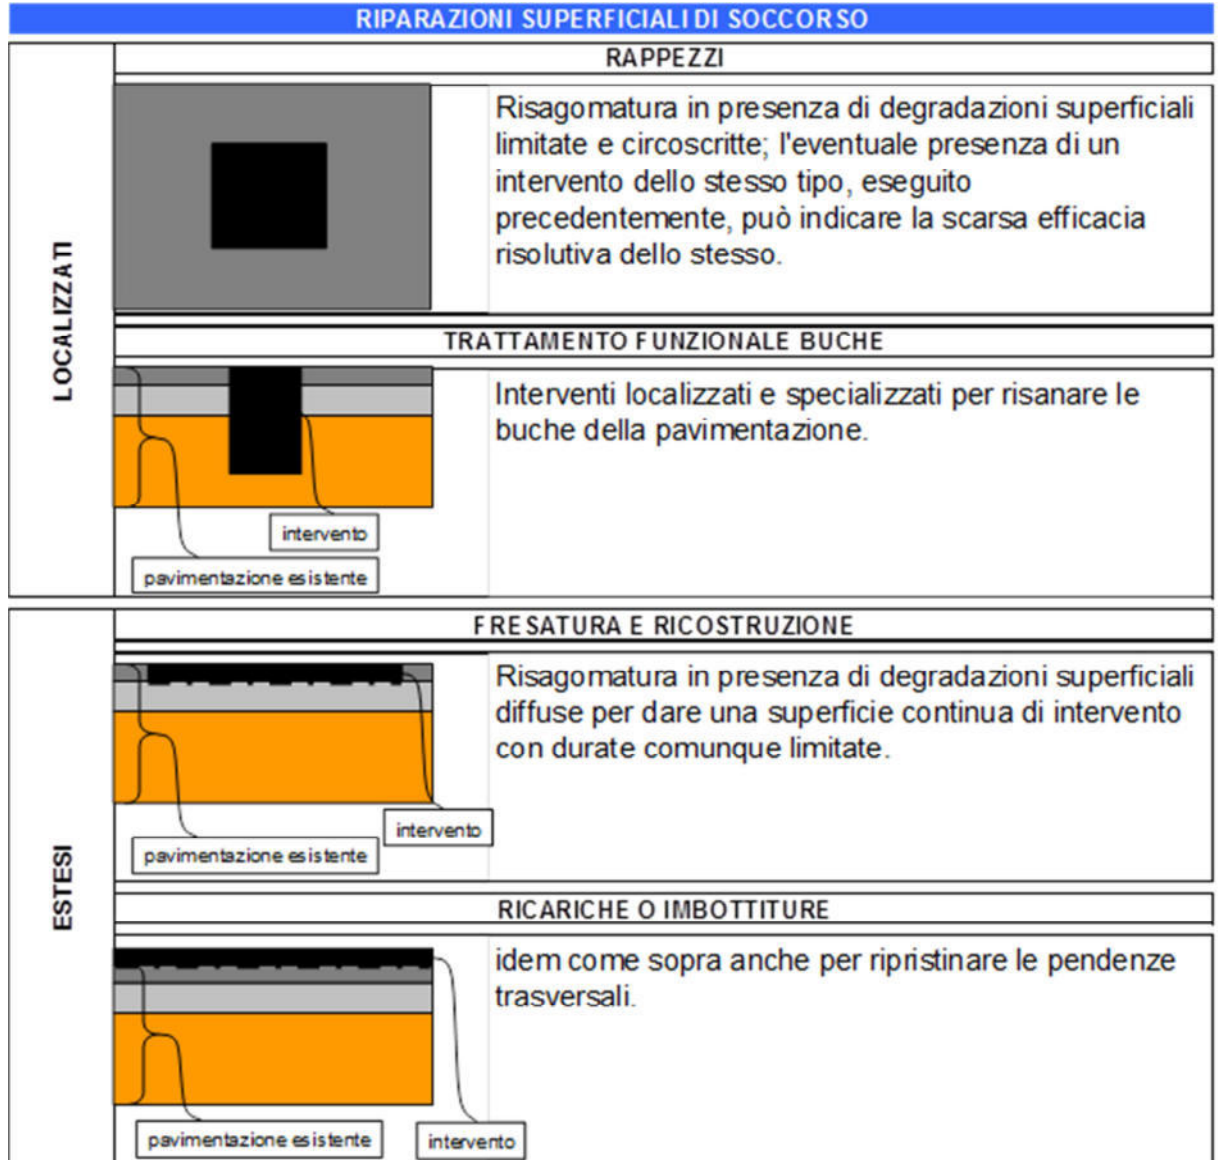 RIPARAZIONI SUPERFICIALI DI SOCCORSO
LOCALIZZATI
RAPPEZZI
Risagomatura in presenza di degradazioni superficiali
limitate e circoscritte; l'eventuale presenza di un
intervento dello stesso tipo, eseguito
precedentemente, può indicare la scarsa efficacia
risolutiva dello stesso.
TRATTAMENTO FUNZIONALE BUCHE
Interventi localizzati e specializzati per risanare le
buche della pavimentazione.
intervento
pavimentazione esistente
ESTESI
FRESATURA E RICOSTRUZIONE
Risagomatura in presenza di degradazioni superficiali
diffuse per dare una superficie continua di intervento
con durate comunque limitate.
intervento
pavimentazione esistente
RICARICHE O IMBOTTITURE
idem come sopra anche per ripristinare le pendenze
trasversali.
pavimentazione esistente
intervento